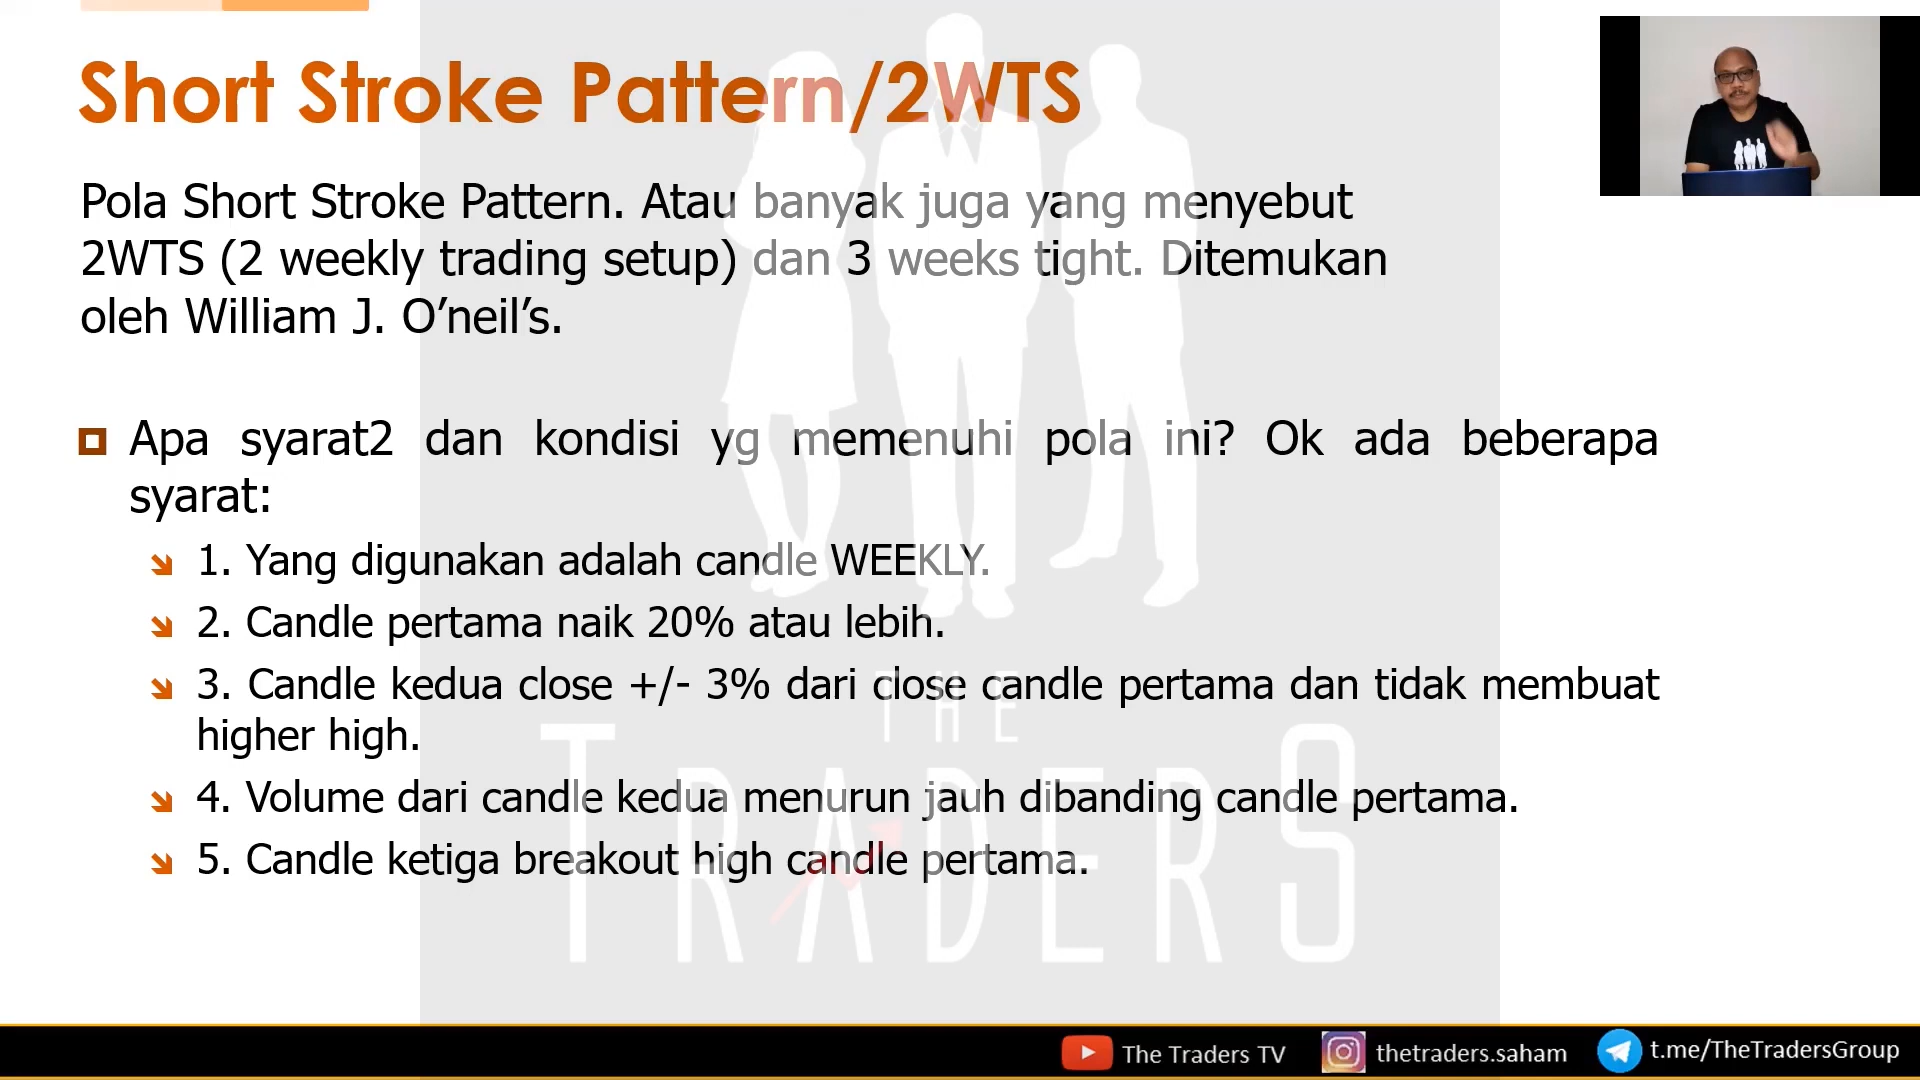 Short Stroke Pattern/2WTS
Pola Short Stroke Pattern. Atau banyak juga yang menyebut
2WTS (2 weekly trading setup) dan 3 weeks tight. Ditemukan
oleh William J. O’neil’s.
Apa syarat2 dan kondisi yg memenuhi pola ini? Ok ada beberapa
syarat:
1. Yang digunakan adalah candle WEEKLY.
2. Candle pertama naik 20% atau lebih.
3. Candle kedua close +/- 3% dari close candle pertama dan tidak membuat
higher high.
4. Volume dari candle kedua menurun jauh dibanding candle pertama.
5. Candle ketiga breakout high candle pertama.
THE
TRADERS
The Traders TV
thetraders.saham
t.me/TheTradersGroup